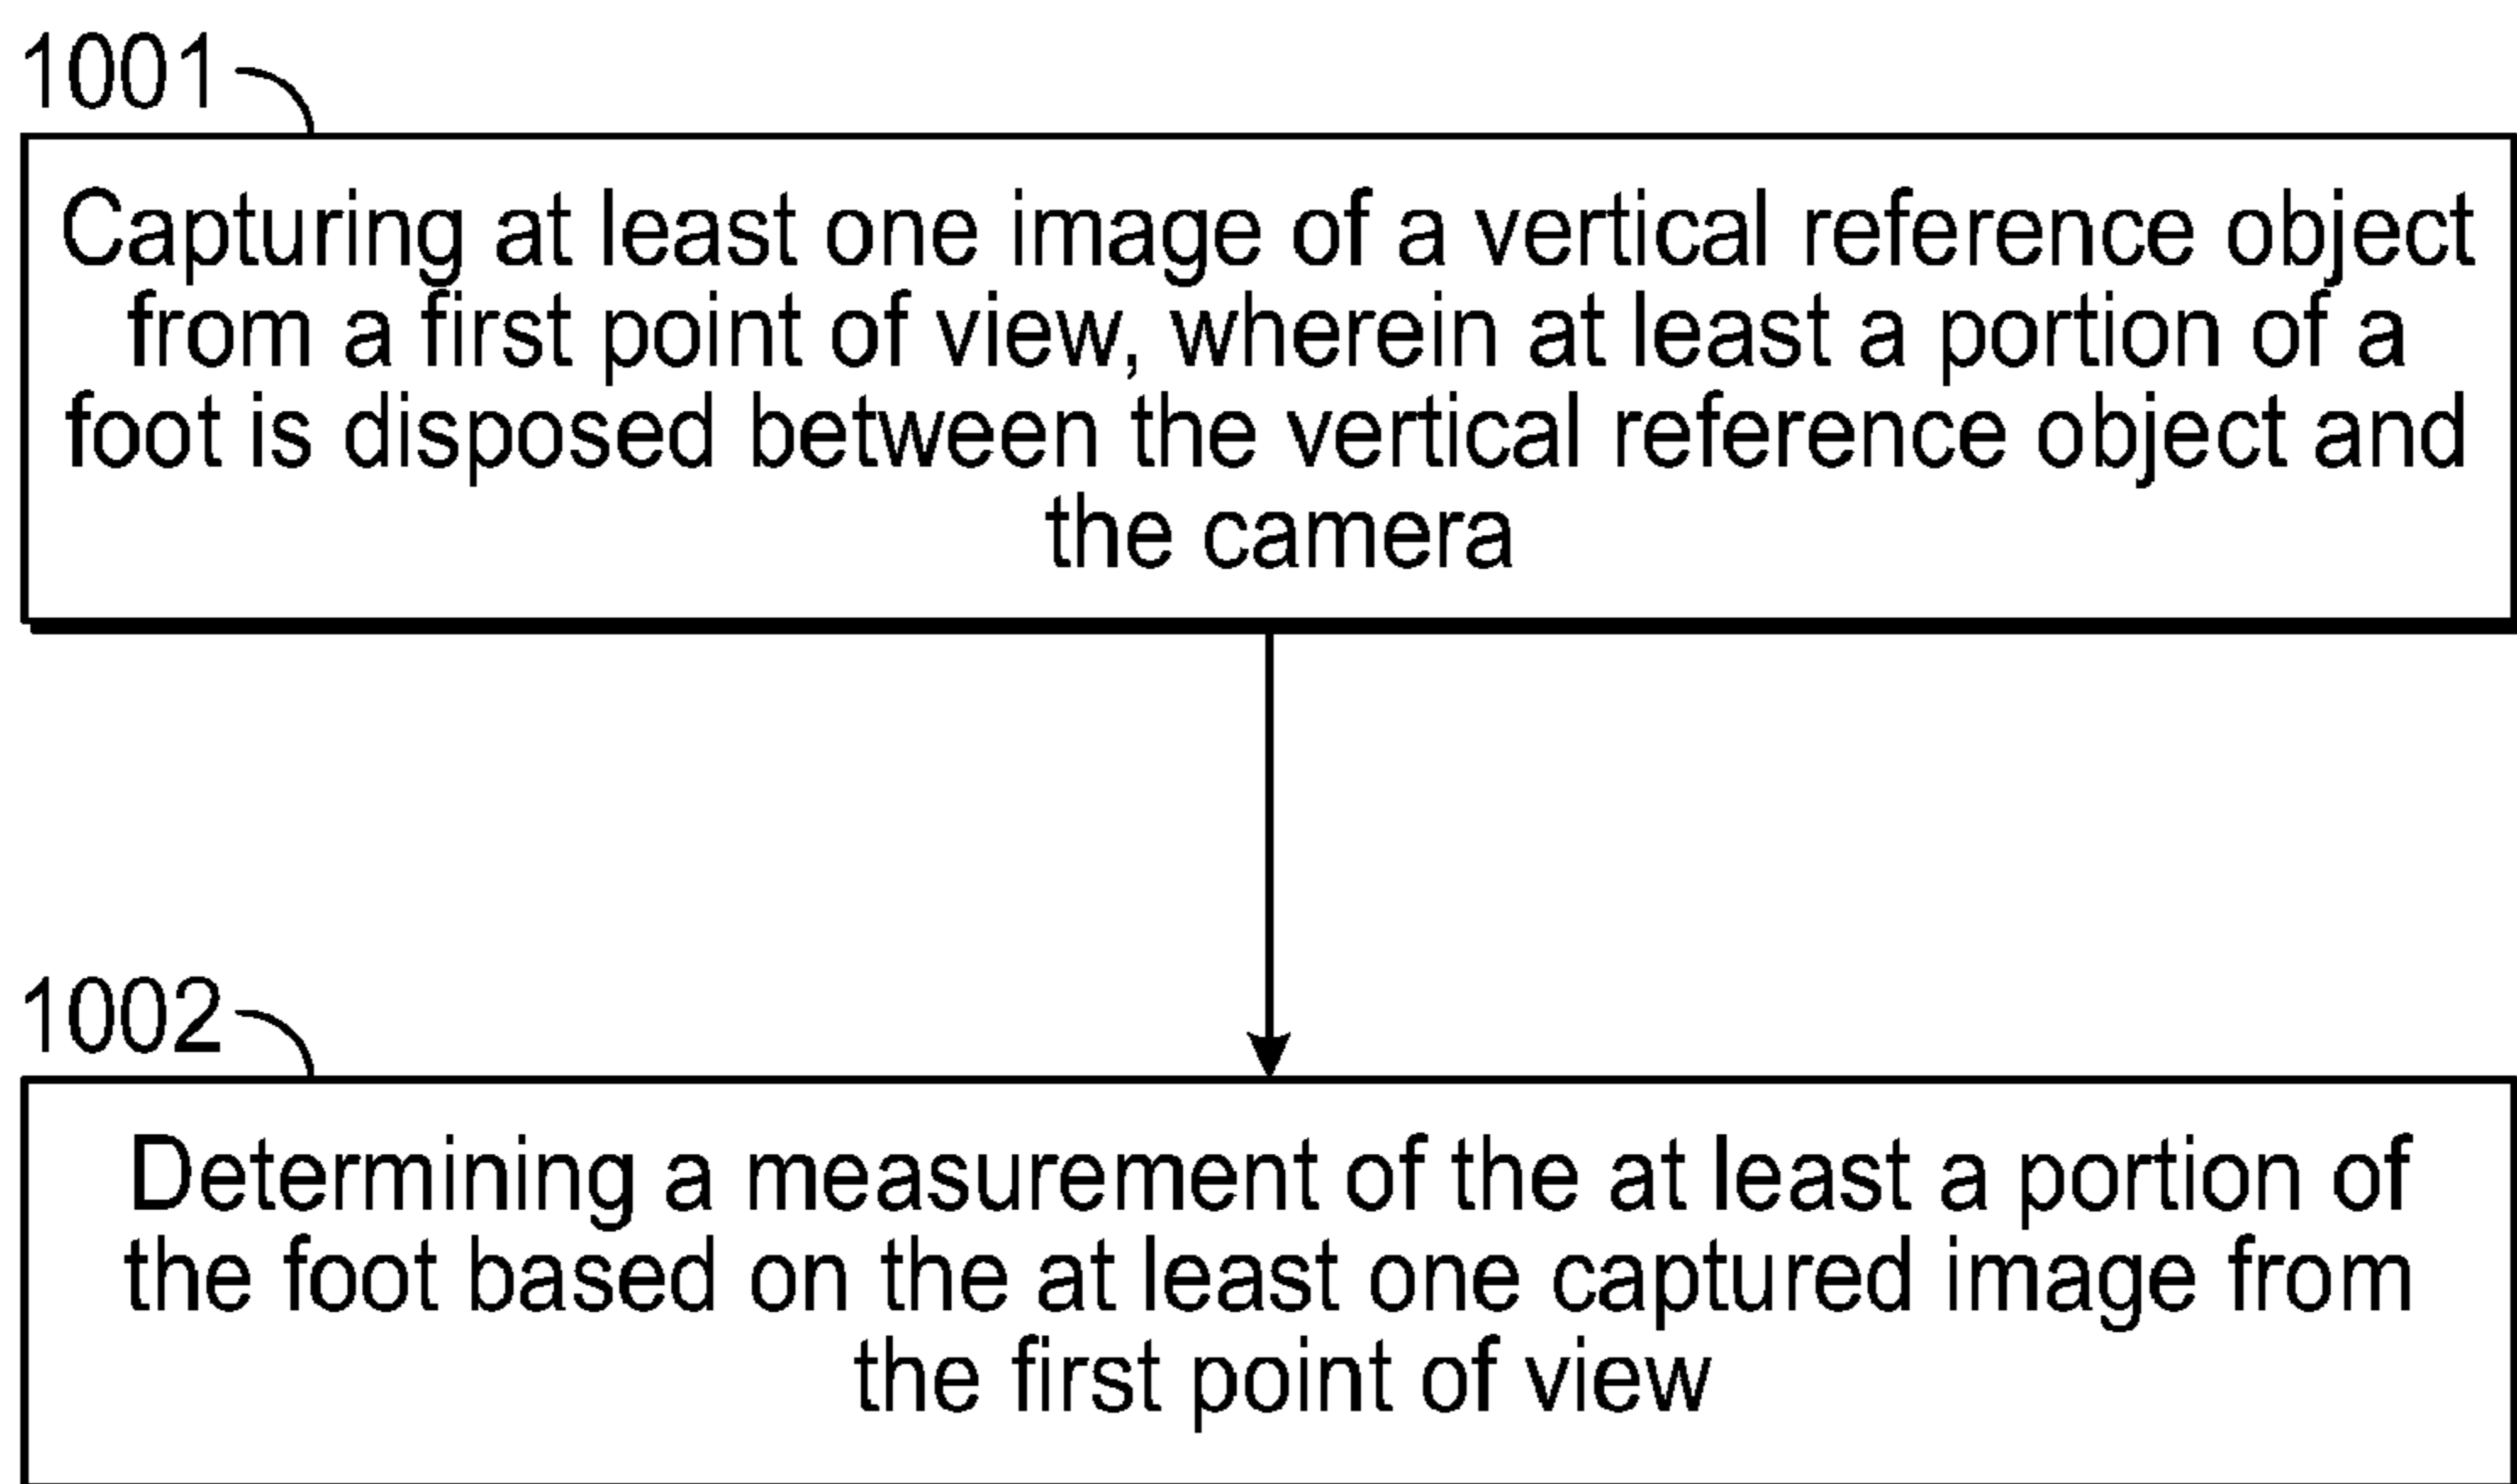 1001
Capturing at least one image of a vertical reference object
from a first point of view, wherein at least a portion of a
foot is disposed between the vertical reference object and
the camera
1002
Determining a measurement of the at least a portion of
the foot based on the at least one captured image from
the first point of view